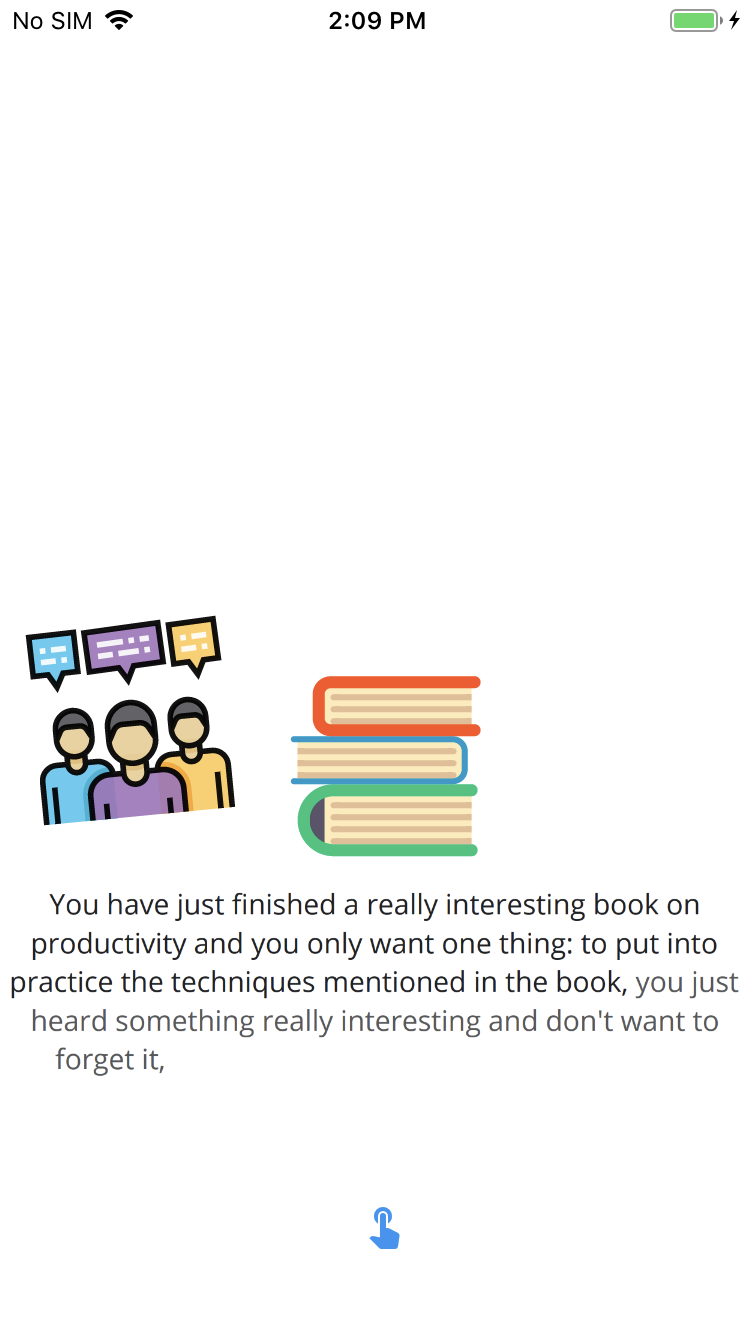 No SIM 2:09 PM
You have just finished a really interesting book on
productivity and you only want one thing: to put into
practice the techniques mentioned in the book, you just
heard something really interesting and don't want to
forget it,